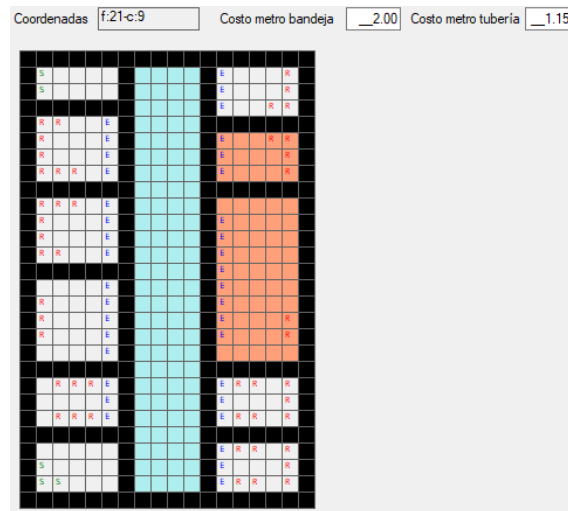 Coordenadas f:21-c:9 Costo metro bandeja __2.00 Costo metro tubería __1.15
S E R
S R
E R R
R R E
R E E R R
R E E R
R R R E E R
R R R E
R E E
R E E
R R E E
E
E E
R E E
R E E R
R E E R
E
R R R E E R R R
E E R
R R R E E R R R
E R R R
S E R
S S E R R R